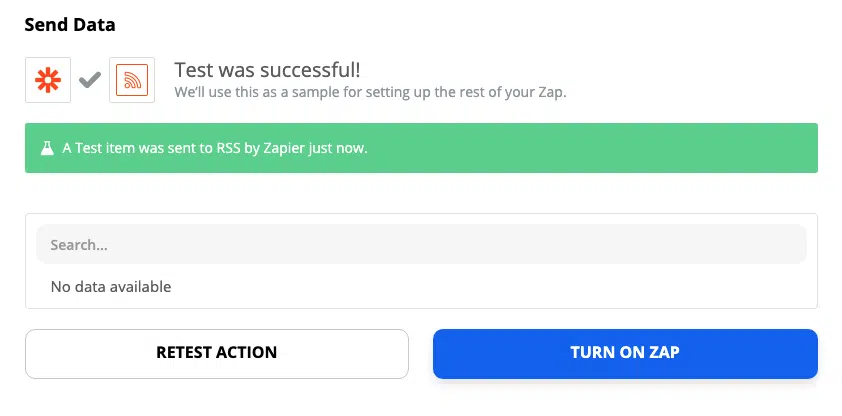 Send Data
Test was successful!
We’ll use this as a sample for setting up the rest of your Zap.
A Test item was sent to RSS by Zapier just now.
Search...
No data available
RETEST ACTION
TURN ON ZAP